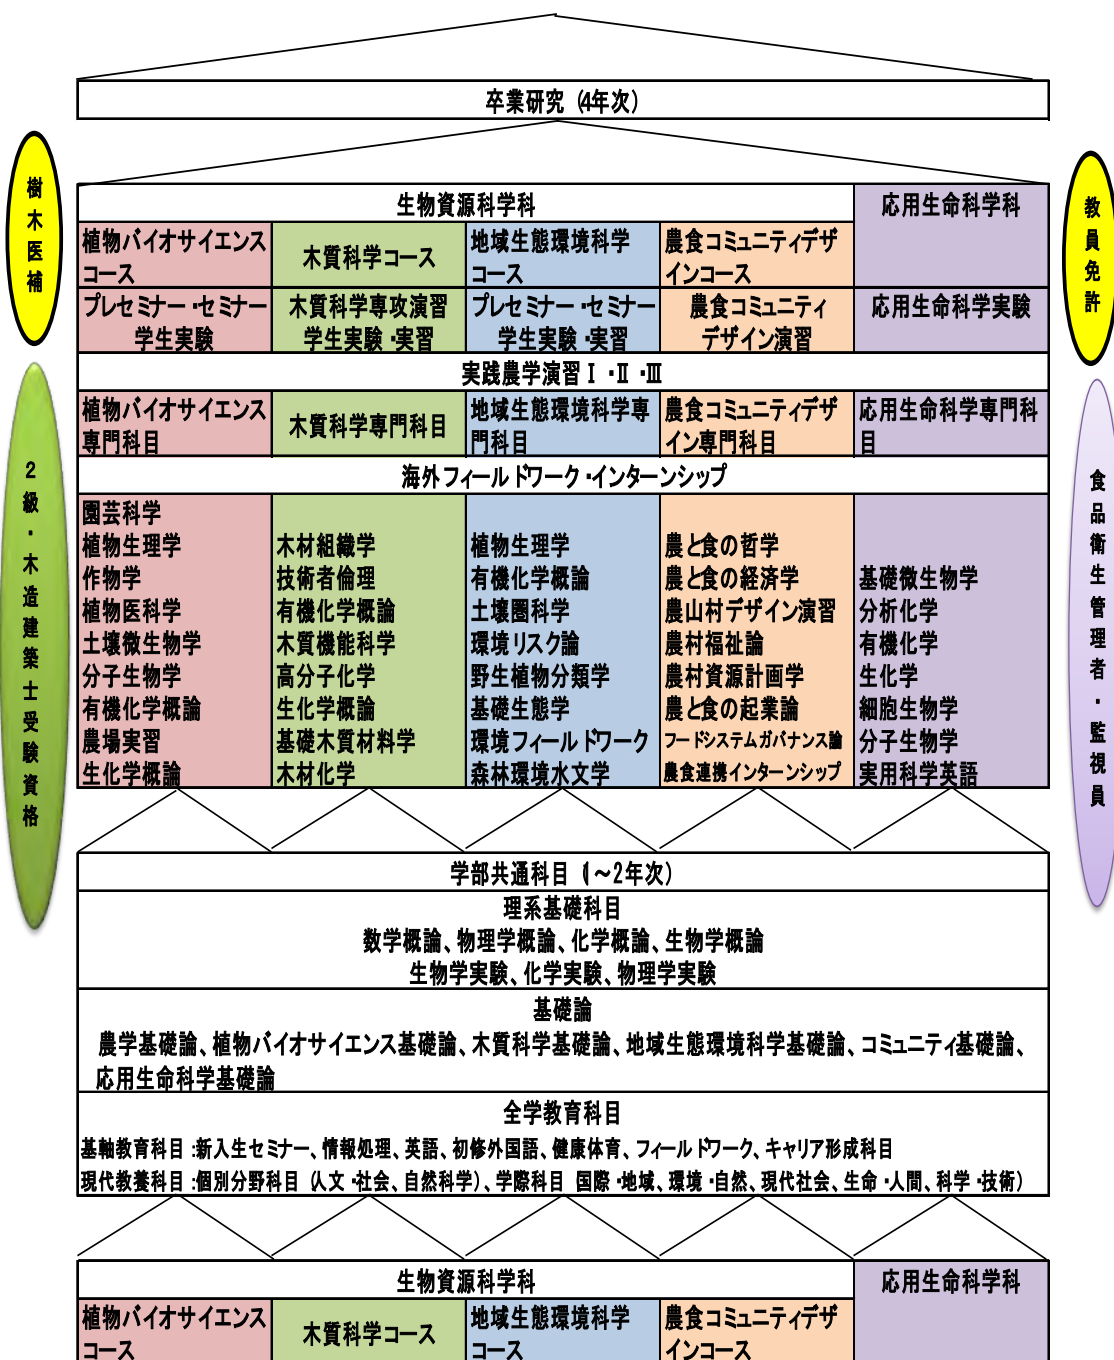 卒業研究（4年次）
樹木医補
教員免許
生物資源科学科
応用生命科学科
植物バイオサイエンス
コース
木質科学コース
地域生態環境科学
コース
農食コミュニティデザ
インコース
プレセミナー・セミナー
学生実験
木質科学専攻演習
学生実験・実習
プレセミナー・セミナー
学生実験・実習
農食コミュニティ
デザイン演習
応用生命科学実験
実践農学演習Ⅰ・Ⅱ・Ⅲ
植物バイオサイエンス
専門科目
木質科学専門科目
地域生態環境科学専
門科目
農食コミュニティデザ
イン専門科目
応用生命科学専門科
目
海外フィールドワーク・インターンシップ
2級・木造建築士受験資格
食品衛生管理者・監視員
園芸科学
植物生理学
作物学
植物医科学
土壌微生物学
分子生物学
有機化学概論
農場実習
生化学概論
木材組織学
技術者倫理
有機化学概論
木質機能科学
高分子化学
生化学概論
基礎木質材料学
木材化学
植物生理学
有機化学概論
土壌圏科学
環境リスク論
野生植物分類学
基礎生態学
環境フィールドワーク
森林環境水文学
農と食の哲学
農と食の経済学
農山村デザイン演習
農村福祉論
農村資源計画学
農と食の起業論
フードシステムガバナンス論
農食連携インターンシップ
基礎微生物学
分析化学
有機化学
生化学
細胞生物学
分子生物学
実用科学英語
学部共通科目（1～2年次）
理系基礎科目
数学概論、物理学概論、化学概論、生物学概論
生物学実験、化学実験、物理学実験
基礎論
農学基礎論、植物バイオサイエンス基礎論、木質科学基礎論、地域生態環境科学基礎論、コミュニティ基礎論、
応用生命科学基礎論
全学教育科目
基軸教育科目：新入生セミナー、情報処理、英語、初修外国語、健康体育、フィールドワーク、キャリア形成科目
現代教養科目：個別分野科目（人文・社会、自然科学）、学際科目（国際・地域、環境・自然、現代社会、生命・人間、科学・技術）
生物資源科学科
応用生命科学科
植物バイオサイエンス
コース
木質科学コース
地域生態環境科学
コース
農食コミュニティデザ
インコース